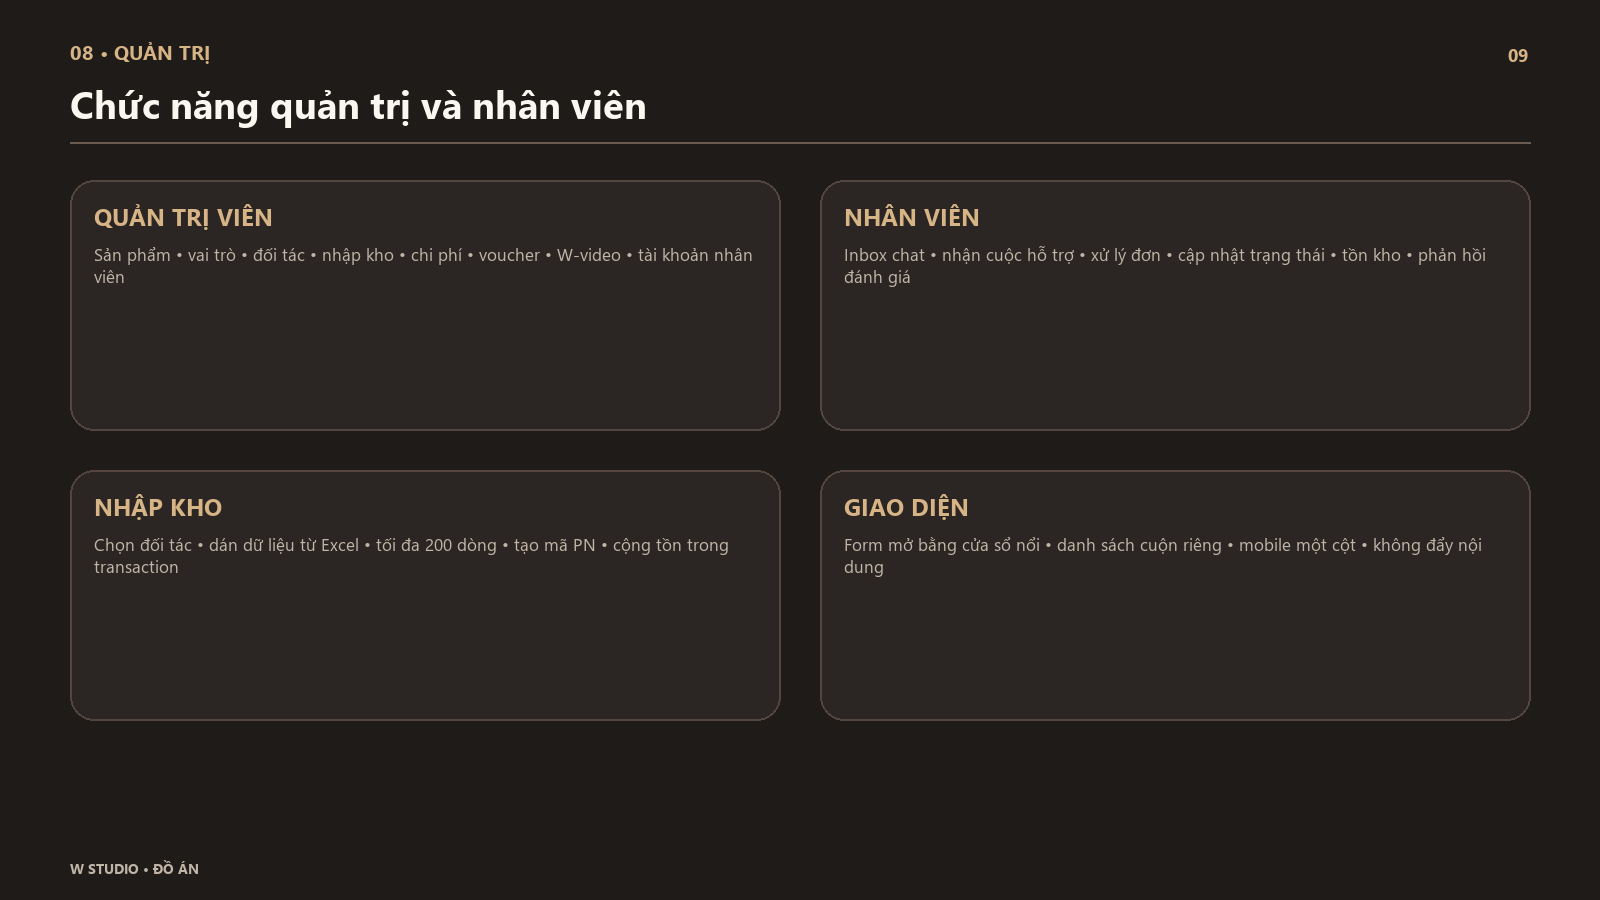 08 • QUẢN TRỊ
09
Chức năng quản trị và nhân viên
QUẢN TRỊ VIÊN
Sản phẩm • vai trò • đối tác • nhập kho • chi phí • voucher • W-video • tài khoản nhân
viên
NHÂN VIÊN
Inbox chat • nhận cuộc hỗ trợ • xử lý đơn • cập nhật trạng thái • tồn kho • phản hồi
đánh giá
NHẬP KHO
Chọn đối tác • dán dữ liệu từ Excel • tối đa 200 dòng • tạo mã PN • cộng tồn trong
transaction
GIAO DIỆN
Form mở bằng cửa sổ nổi • danh sách cuộn riêng • mobile một cột • không đẩy nội
dung
W STUDIO • ĐỒ ÁN